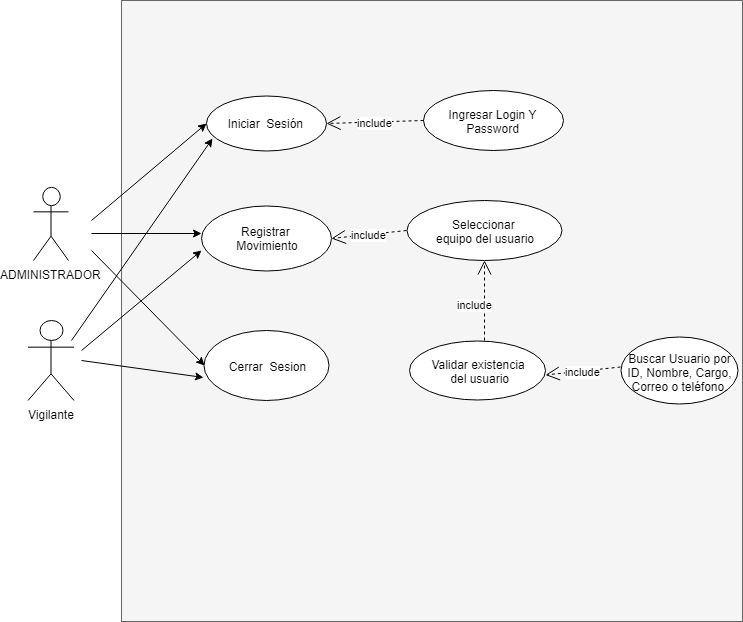 Iniciar Sesión
include
Ingresar Login Y
Password
ADMINISTRADOR
Registrar
Movimiento
include
Seleccionar
equipo del usuario
include
Vigilante
Cerrar Sesion
Validar existencia
del usuario
include
Buscar Usuario por
ID, Nombre, Cargo,
Correo o teléfono.